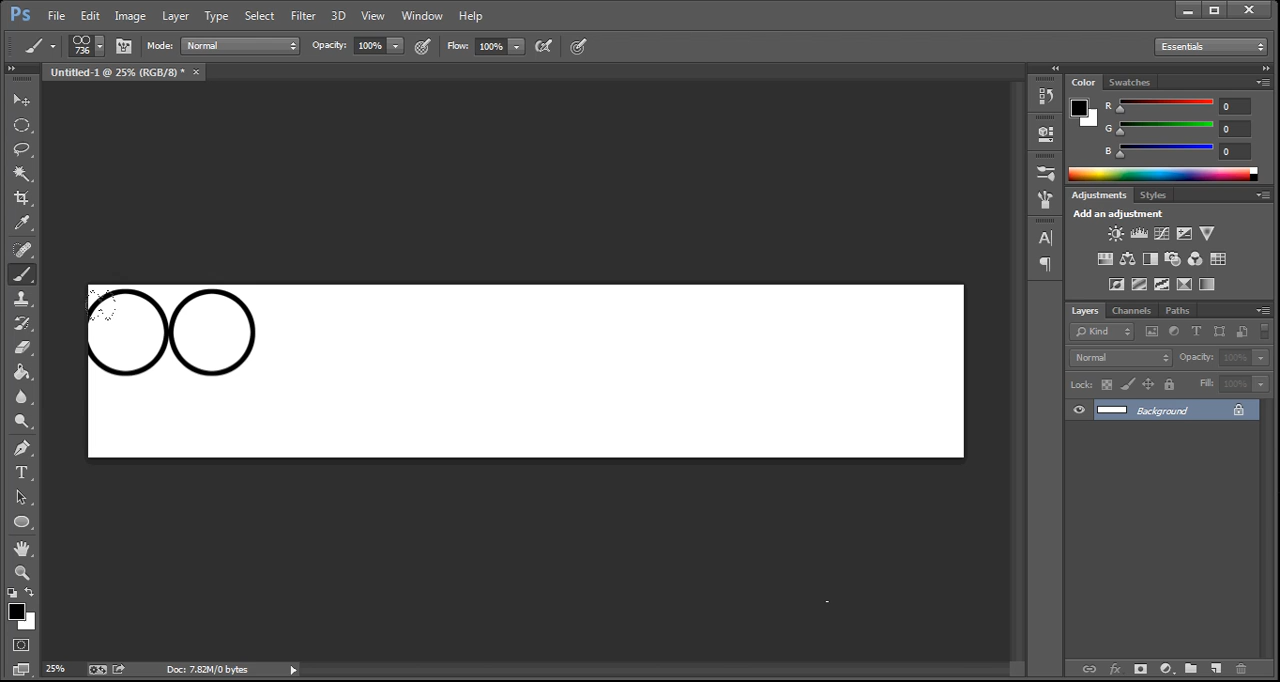 Ps File Edit Image Layer Type Select Filter 3D View Window Help
736 Mode: Normal Opacity: 100% Flow: 100% Essentials
Untitled-1 @ 25% (RGB/8) * ×
Color Swatches
R 0
G 0
B 0
Adjustments Styles
Add an adjustment
Layers Channels Paths
Kind
Normal Opacity: 100%
Lock: Fill: 100%
Background
25% Doc: 7.82M/0 bytes